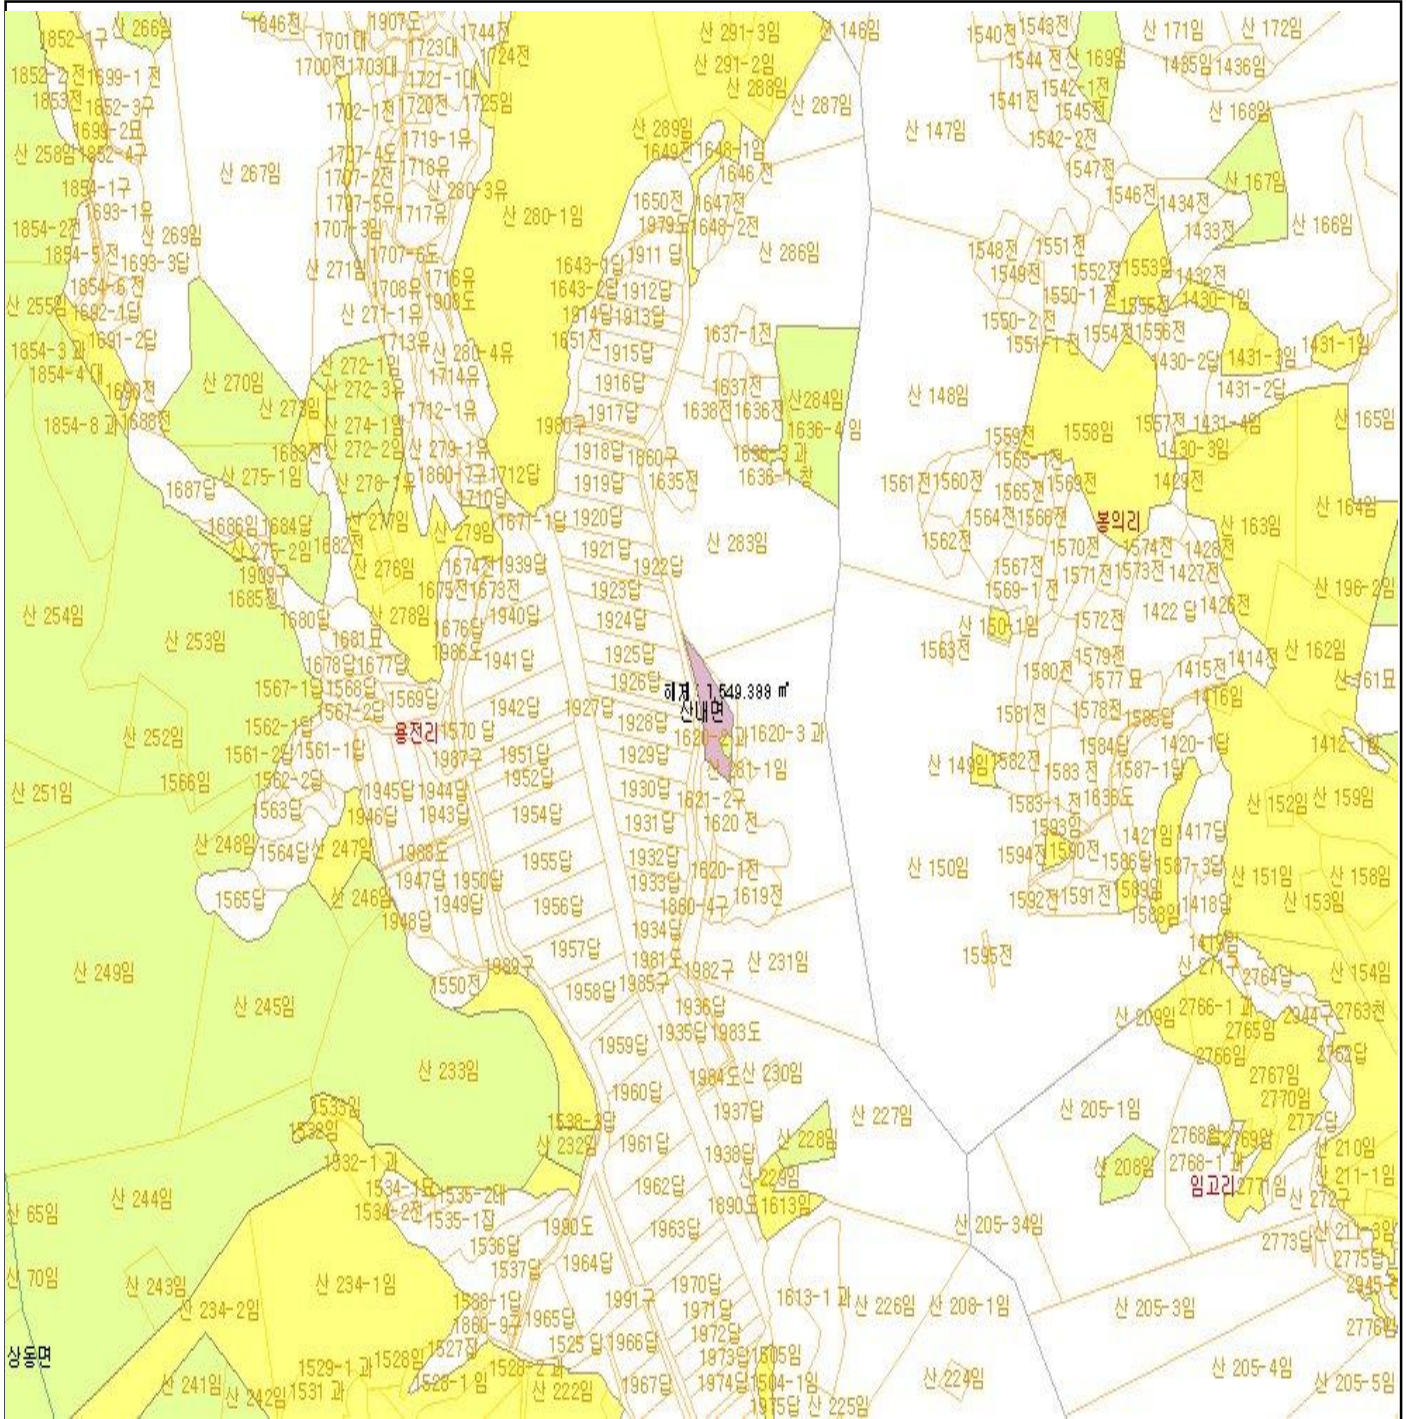 1852-1구 산 266임 1846전 1907도 1744전
1701대 1723대 1724전
산 291-3임 산 146임 1540전 1543전 산 171임 산 172임
1852-2전 1699-1 전 1700전 1703대 1721-1대 산 291-2임 1544 전 산 169임 1435임 1436임
1853전 1852-3구 1702-1전 1720전 1725임 산 288임 산 287임 1541전 1542-1전 1545전 산 168임
1699-2묘 1719-1유 산 289임 산 147임 1542-2전
산 258임 1852-4구 1707-4도 1718유 1649전 1648-1임 1547전
산 267임 1707-2전 1646 전 산 167임
1854-1구 1707-5유 산 280-3유 1650전 1647전 1546전 1434전
1693-1유 1717유 산 280-1임 1979도 1648-2전 1433전 산 166임
1854-2전 산 269임 1707-3임 1911 답 산 286임 1548전 1551전
1854-5 전 1693-3답 산 271임 1707-6도 1643-1답 1549전 1552전 1553임 1432전
1854-6 전 1708유 1716유 1643-2답 1912답 1550-1 전 1555전 1430-1임
산 255임 1692-1답 산 271-1유 1908도 1914답 1913답 1550-2 전 1554전 1556전
1691-2답 1713유 1651전 1637-1전 1551-1 전 1431-3임 1431-1임
1854-3 과 산 272-1임 산 280-4유 1915답 1430-2답
1854-4 대 1690전 산 270임 산 272-3유 1714유 1916답 1637전 산284임 산 148임 1431-2답
1854-8 과 1688전 산 273임 산 274-1임 1712-1유 1980구 1917답 1638전 1636전 1636-4 임 1559전 1558임 1557전 1431-4임 산 165임
1683전 산 272-2임 산 279-1유 1918답 1860구 1636-3 과 1565-1전 1430-3임
1687답 산 275-1임 산 278-1유 1860-17구 1712답 1919답 1635전 1636-1 창 1561전 1560전 1565전 1569전 1429전
1710답 산 164임
1686임 1684답 산 277임 산 279임 1671-1답 1920답 1564전 1566전 봉의리 산 163임
산 275-2임 1682전 1921답 산 283임 1562전 1570전 1574전 1428전
1909구 산 276임 1674전 1939답 1922답 1567전 1571전 1573전 1427전
1685전 1675전 1673전 1923답 1569-1 전 산 196-2임
산 254임 1680답 산 278임 1940답 1924답 산 150-1임 1572전 1422 답 1426전
산 253임 1681묘 1676답 1986도 1563전 1579전 산 162임
1678답 1677답 1941답 1925답 1580전 1577 묘 1415전 1414전
1567-1답 1568답 1569답 1926답 해제 : 1,549.388 ㎡ 1416임 산 161묘
1567-2답 1942답 1927답 산내면 1581전 1578전 1585답
1562-1답 용전리 1570 답 1928답 1620-3 과 1584답 1420-1답 1412-1임
산 252임 1561-2답 1561-1답 1987구 1951답 1929답 산 149임 1582전 1583 전 1587-1답
산 251임 1566임 1562-2답 1945답 1944답 1952답 1930답 1621-2구 1583-1 전 산 152임 산 159임
1563답 1946답 1943답 1954답 1931답 1620 전 1593임 1421임 1417답
산 248임 1564답 산 247임 1988도 1955답 1932답 1594전 1590전 1586답
1565답 산 246임 1947답 1950답 1933답 1620-1전 산 150임 1587-3답 산 151임 산 158임
1948답 1949답 1956답 1860-4구 1619전 1592전 1591전 1589임 1588임 1418답 산 153임
1957답 1934답 1595전 1419임
산 249임 1550전 1989구 1981도 1982구 산 231임 산 271구 2764답 산 154임
산 245임 1958답 1985구 1936답 산 209임 2766-1 과 2944구 2763전
1959답 1935답 1983도 2765임
산 233임 1984도 산 230임 2766임 2762답
1533임 1960답 1937답 산 205-1임 2767임 2770임
1532임 1538-3답 산 227임 2772답
1532-1 과 산 232임 1961답 산 228임 2768임 2769임 산 210임
1534-1묘 1535-2대 1962답 1938답 산 229임 산 208임 2768-1 과 임고리 2771임 산 211-1임
산 244임 1534-2전 1535-1잡 1890도 1613임 산 272구
산 65임 1536답 1990도 1963답 산 205-34임 2773답 산 211-3임
산 70임 산 243임 1537답 1964답 1970답 2775답
산 234-1임 1538-1답 1991구 1613-1 과 산 226임 산 208-1임 산 205-3임
산 234-2임 1860-9구 1965답 1971답
1527잡 1525 답 1966답 1972답 2776임
상동면 1529-1 과 1528임 1528-2 과 1973답 1505임 산 205-4임
산 241임 산 242임 1531 과 1528-1 임 산 222임 1967답 1974답 1504-1임 산 224임 산 205-5임
1975답 산 225임